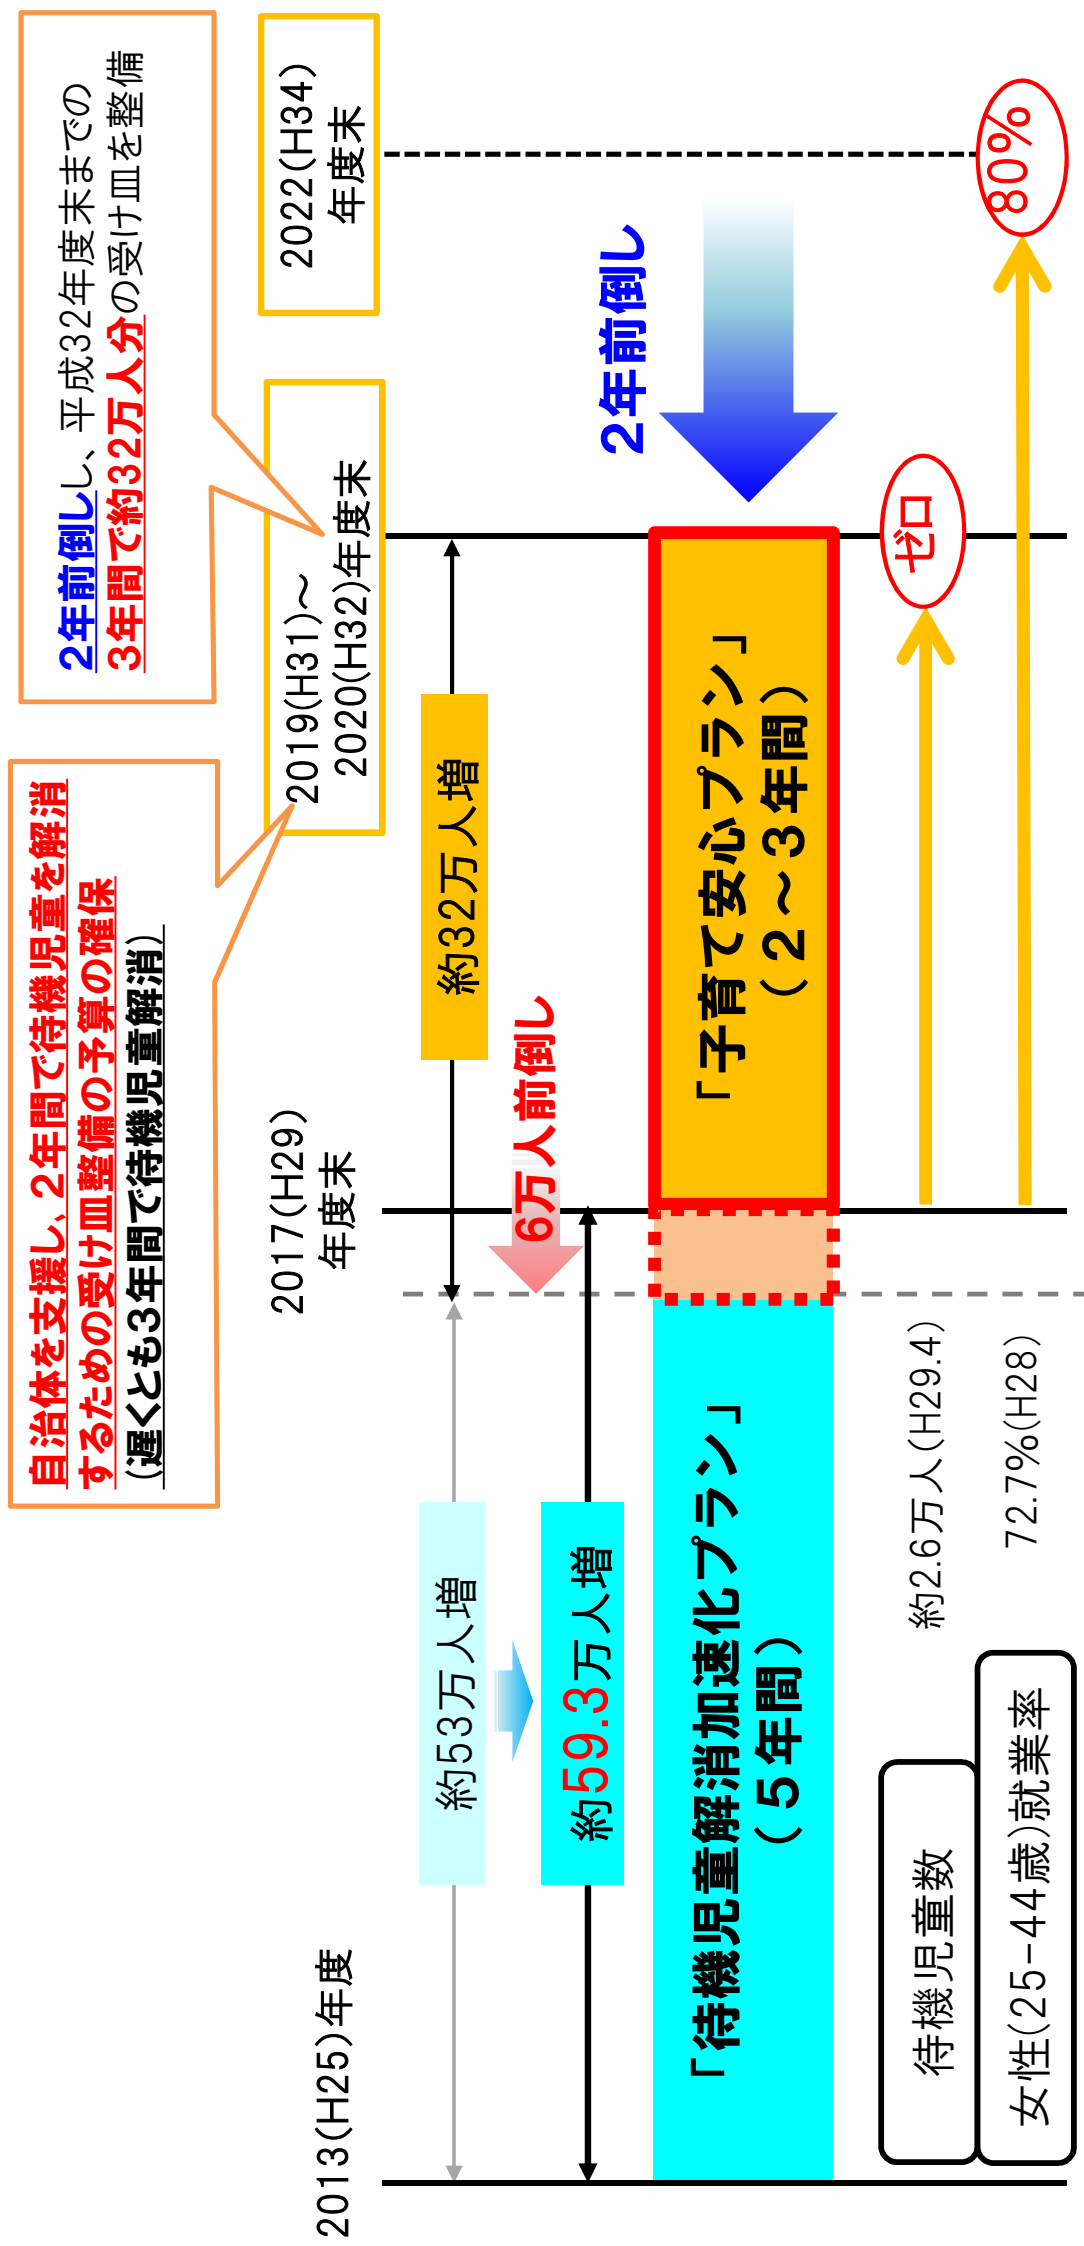 自治体を支援し、2年間で待機児童を解消
するための受け皿整備の予算の確保
（遅くとも3年間で待機児童解消）
2年前倒しし、平成32年度末までの
3年間で約32万人分の受け皿を整備
2013(H25)年度
2017(H29)
年度末
2019(H31)～
2020(H32)年度末
2022(H34)
年度末
約53万人増
約32万人増
6万人前倒し
約59.3万人増
2年前倒し
「待機児童解消加速化プラン」
（５年間）
「子育て安心プラン」
（２～３年間）
待機児童数
約2.6万人(H29.4)
ゼロ
女性(25-44歳)就業率
72.7%(H28)
80%